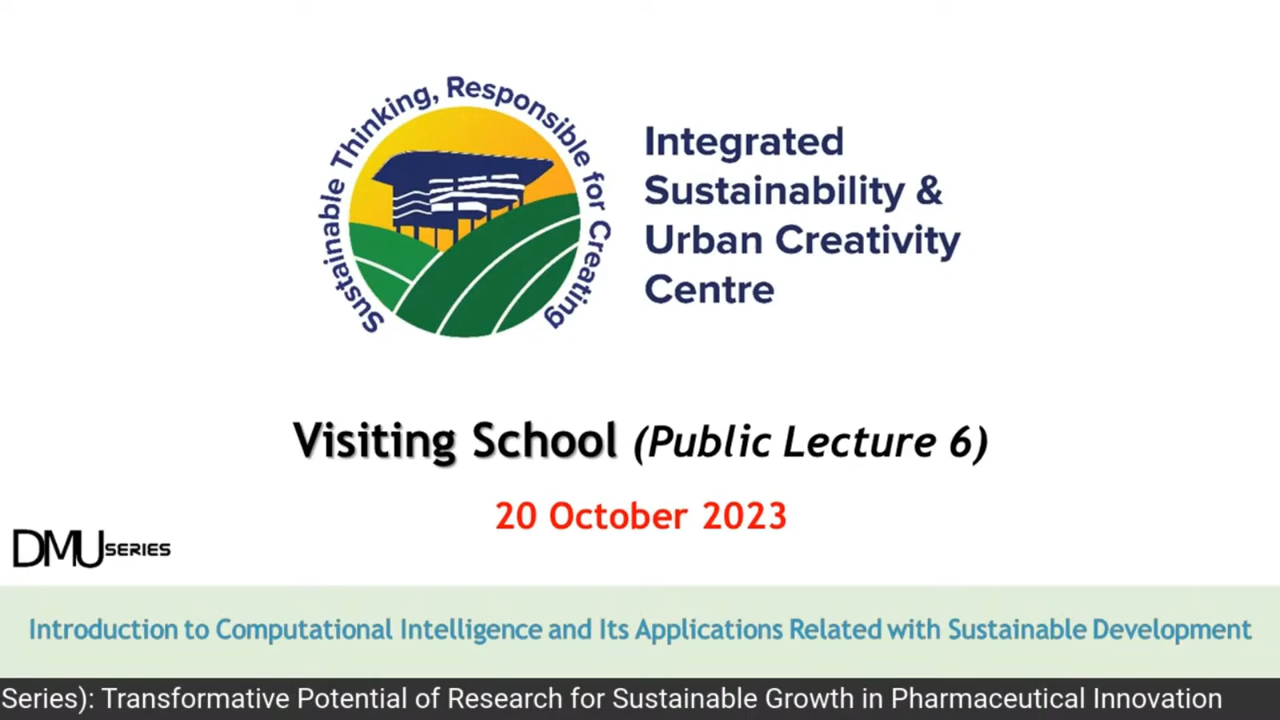 Sustainable Thinking, Responsible for Creating
Integrated
Sustainability &
Urban Creativity
Centre
Visiting School (Public Lecture 6)
20 October 2023
DMU SERIES
Introduction to Computational Intelligence and Its Applications Related with Sustainable Development
Series): Transformative Potential of Research for Sustainable Growth in Pharmaceutical Innovation